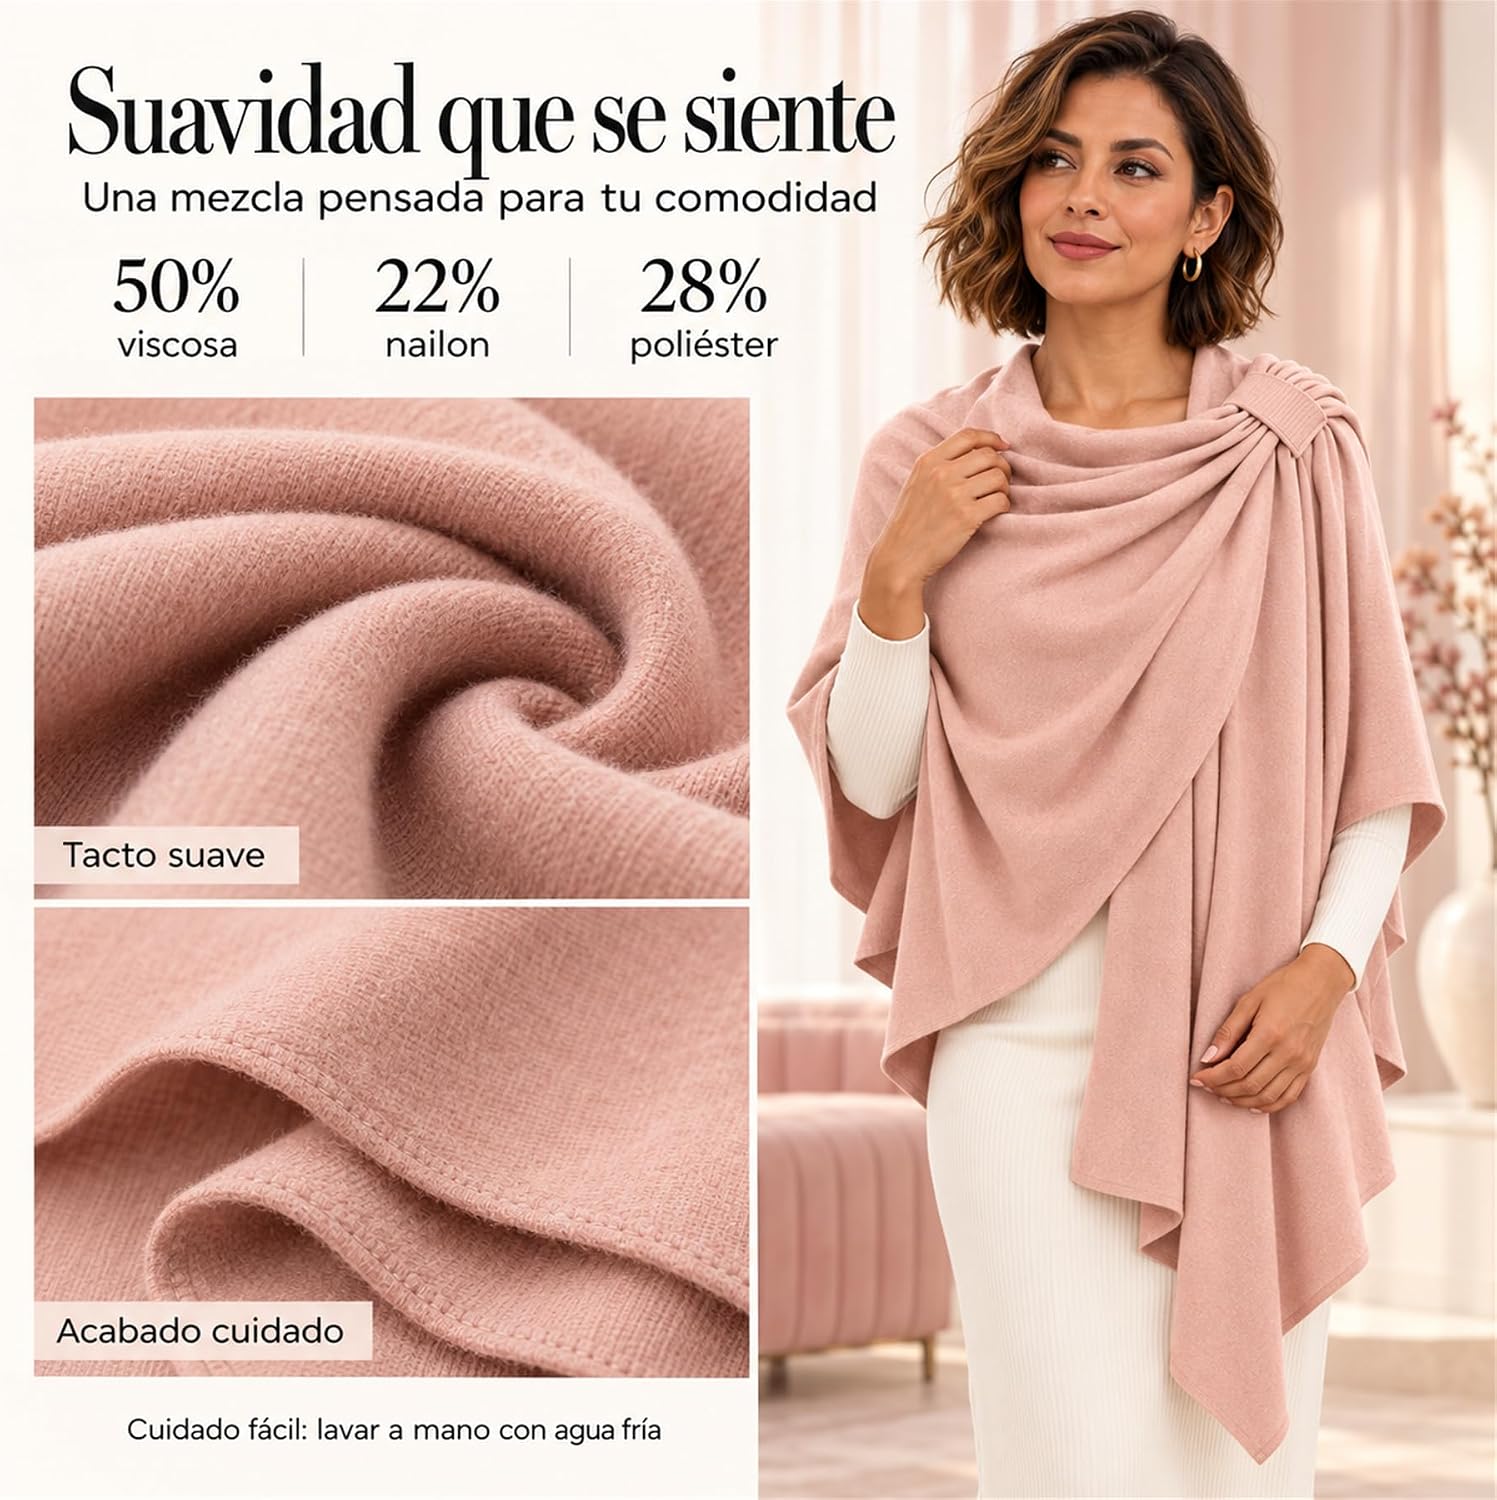 Suavidad que se siente
Una mezcla pensada para tu comodidad
50%
viscosa
22%
nailon
28%
poliéster
Tacto suave
Acabado cuidado
Cuidado fácil: lavar a mano con agua fría